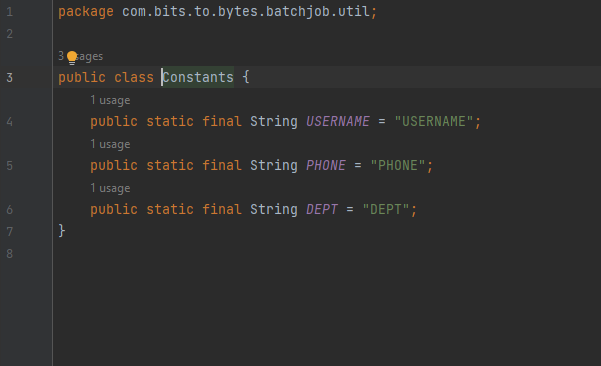 1 package com.bits.to.bytes.batchjob.util;
2
3 usages
3 public class Constants {
1 usage
4 public static final String USERNAME = "USERNAME";
1 usage
5 public static final String PHONE = "PHONE";
1 usage
6 public static final String DEPT = "DEPT";
7 }
8